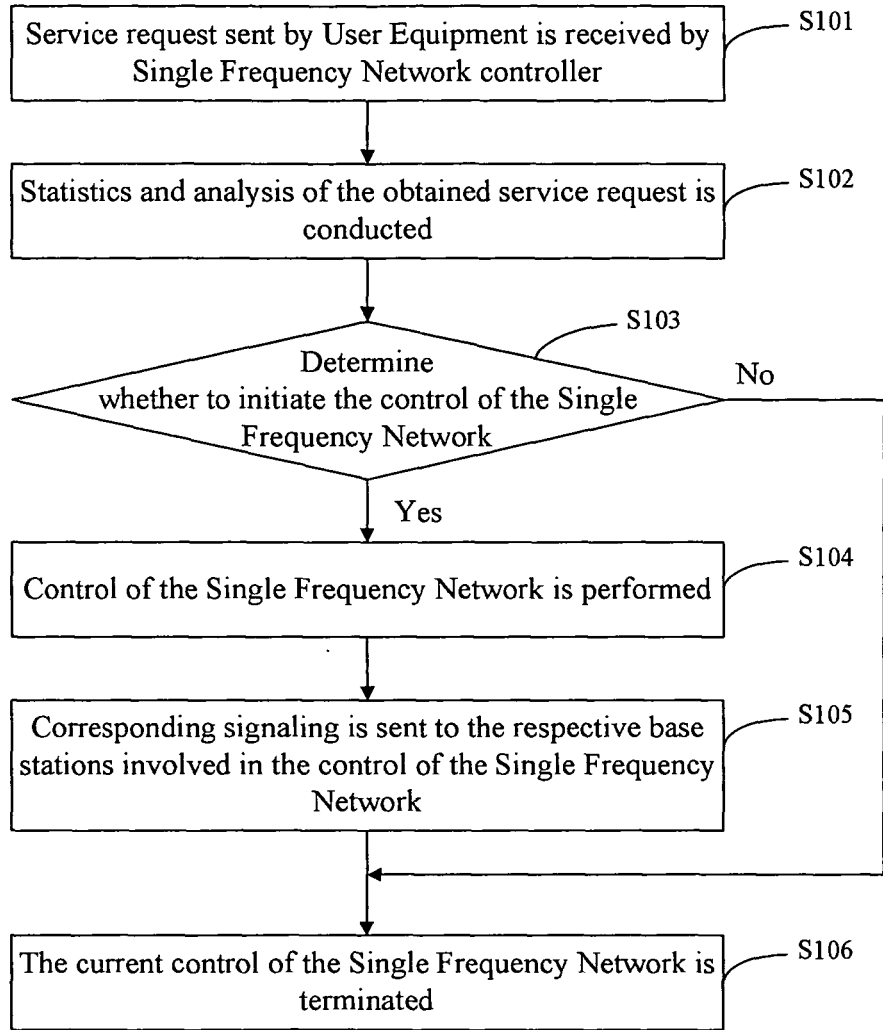 Service request sent by User Equipment is received by
Single Frequency Network controller
S101
Statistics and analysis of the obtained service request is
conducted
S102
Determine
whether to initiate the control of the Single
Frequency Network
S103
No
Yes
Control of the Single Frequency Network is performed
S104
Corresponding signaling is sent to the respective base
stations involved in the control of the Single Frequency
Network
S105
The current control of the Single Frequency Network is
terminated
S106